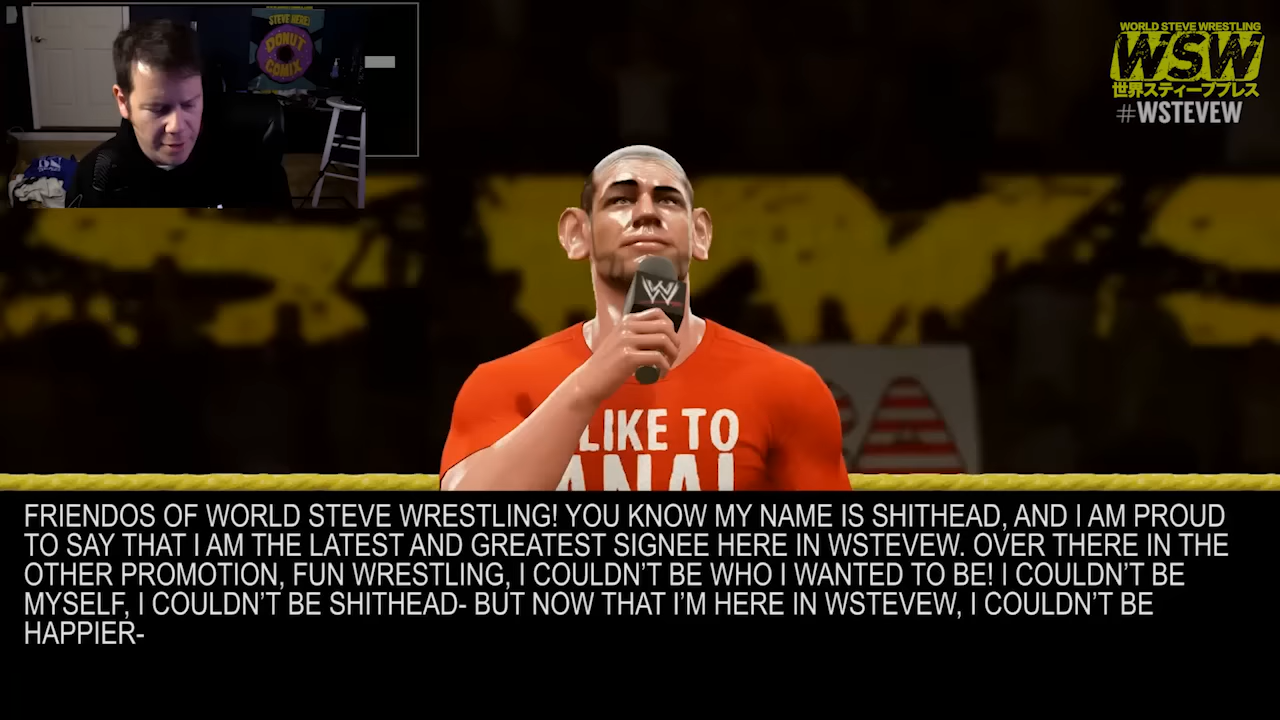 STEVE HERE!
DONUT
COMIX
WORLD STEVE WRESTLING
WSW
世界スティーブプレス
#WSTEVEW
W
LIKE TO
ANAL
FRIENDOS OF WORLD STEVE WRESTLING! YOU KNOW MY NAME IS SHITHEAD, AND I AM PROUD
TO SAY THAT I AM THE LATEST AND GREATEST SIGNEE HERE IN WSTEVEW. OVER THERE IN THE
OTHER PROMOTION, FUN WRESTLING, I COULDN'T BE WHO I WANTED TO BE! I COULDN'T BE
MYSELF, I COULDN'T BE SHITHEAD- BUT NOW THAT I'M HERE IN WSTEVEW, I COULDN'T BE
HAPPIER-